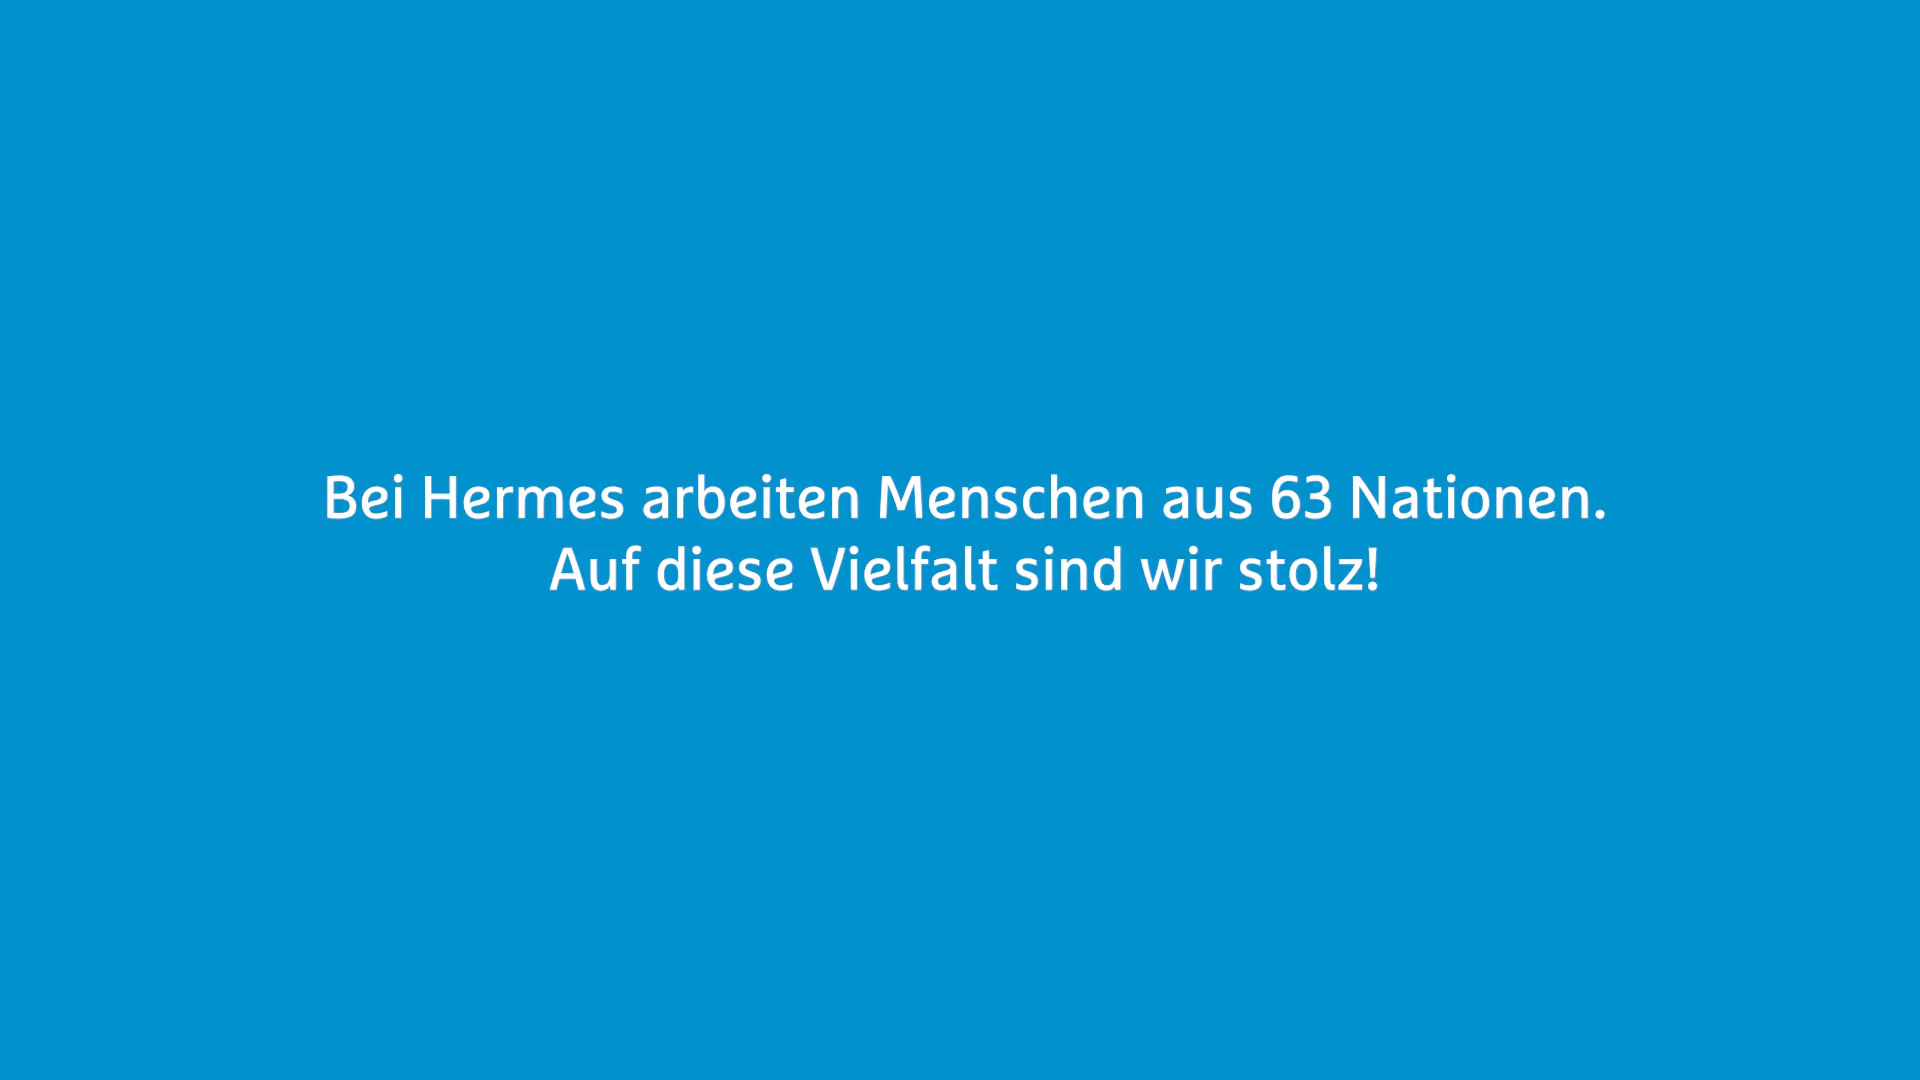 Bei Hermes arbeiten Menschen aus 63 Nationen.
Auf diese Vielfalt sind wir stolz!